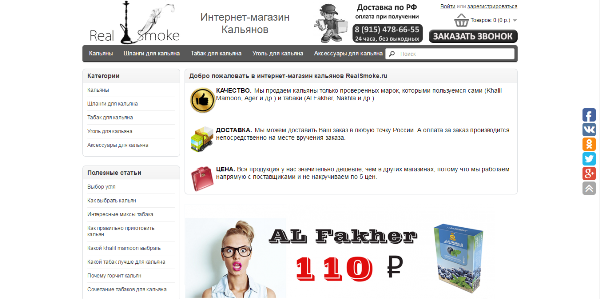 Real Smoke
Интернет-магазин
Кальянов
Доставка по РФ
оплата при получении
8 (915) 478-66-55
24 часа, без выходных
Войти или зарегистрироваться
Товаров: 0 (0 р.)
ЗАКАЗАТЬ ЗВОНОК
Кальяны Шланги для кальяна Табак для кальяна Уголь для кальяна Аксессуары для кальяна Поиск
Категории
Кальяны
Шланги для кальяна
Табак для кальяна
Уголь для кальяна
Аксессуары для кальяна
Полезные статьи
Выбор угля
Как выбрать кальян
Интересные миксы табака
Как правильно приготовить
кальян
Какой khalil mamoon выбрать
Какой табак лучше для кальяна
Почему горчит кальян
Сочетание табаков для кальяна
Добро пожаловать в интернет-магазин кальянов RealSmoke.ru
КАЧЕСТВО. Мы продаем кальяны только проверенных марок, которыми пользуемся сами (Khalil
Mamoon, Ager и др.) и табаки (Al Fakher, Nakhla и др.)
ДОСТАВКА. Мы можем доставить Ваш заказ в любую точку России. А оплата за заказ производится
непосредственно на месте вручения заказа.
ЦЕНА. Вся продукция у нас значительно дешевле, чем в других магазинах, потому что мы работаем
напрямую с поставщиками и не накручиваем по 5 цен.
AL Fakher
110 ₽